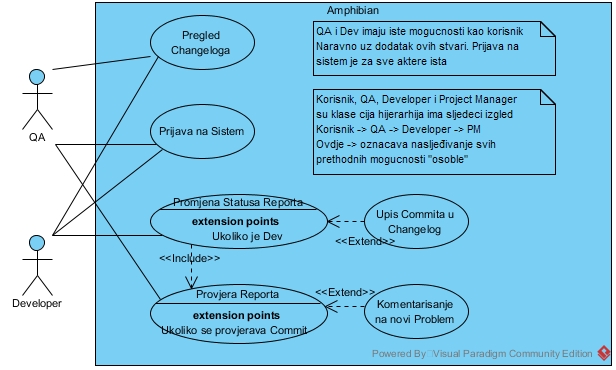 Amphibian
Pregled
Changeloga
QA i Dev imaju iste mogucnosti kao korisnik
Naravno uz dodatak ovih stvari. Prijava na
sistem je za sve aktere ista
Korisnik, QA, Developer i Project Manager
su klase cija hijerarhija ima sljedeci izgled
Korisnik -> QA -> Developer -> PM
Ovdje -> oznacava nasljeđivanje svih
prethodnih mogucnosti "osoble"
QA
Prijava na Sistem
Promjena Statusa Reporta
extension points
Ukoliko je Dev
Upis Commita u
Changelog
<<Extend>>
<<Include>>
Developer
Provjera Reporta
extension points
Ukoliko se provjerava Commit
<<Extend>>
Komentarisanje
na novi Problem
Powered By Visual Paradigm Community Edition